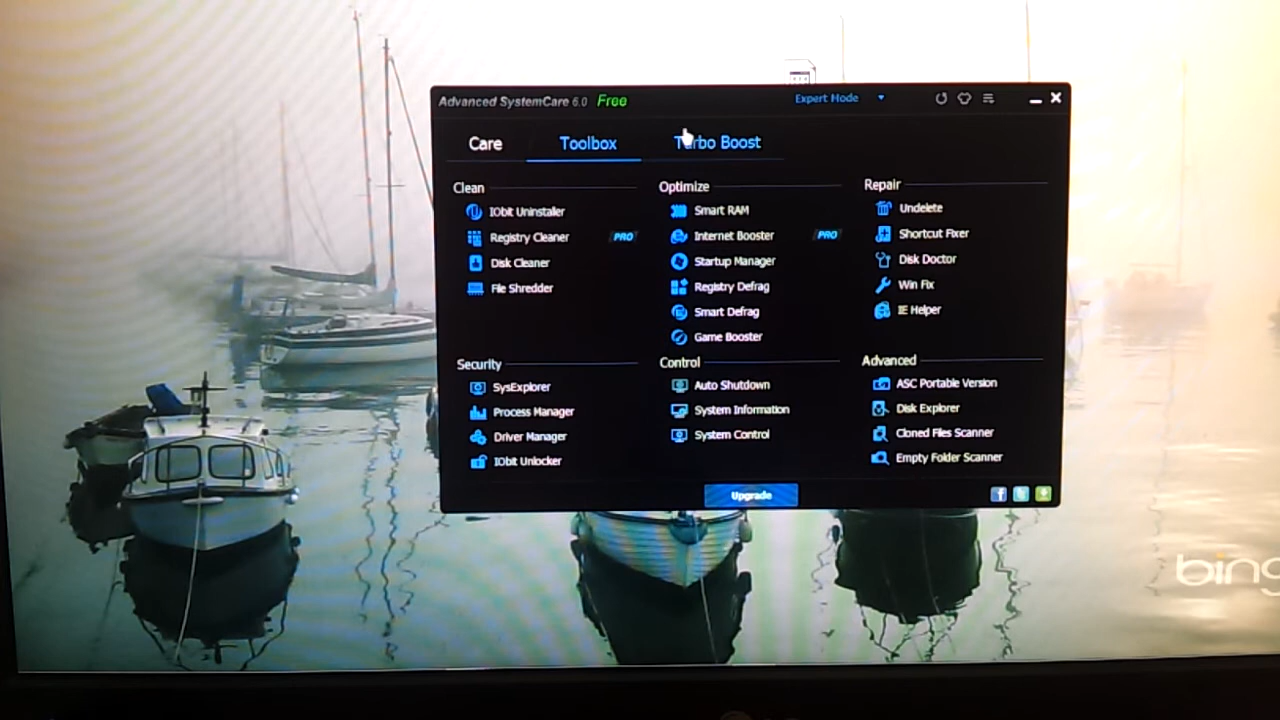 Advanced SystemCare 6.0 Free
Expert Mode
Care
Toolbox
Turbo Boost
Clean
IObit Uninstaller
Registry Cleaner PRO
Disk Cleaner
File Shredder
Optimize
Smart RAM
Internet Booster PRO
Startup Manager
Registry Defrag
Smart Defrag
Game Booster
Repair
Undelete
Shortcut Fixer
Disk Doctor
Win Fix
IE Helper
Security
SysExplorer
Process Manager
Driver Manager
IObit Unlocker
Control
Auto Shutdown
System Information
System Control
Advanced
ASC Portable Version
Disk Explorer
Cloned Files Scanner
Empty Folder Scanner
Upgrade
bing